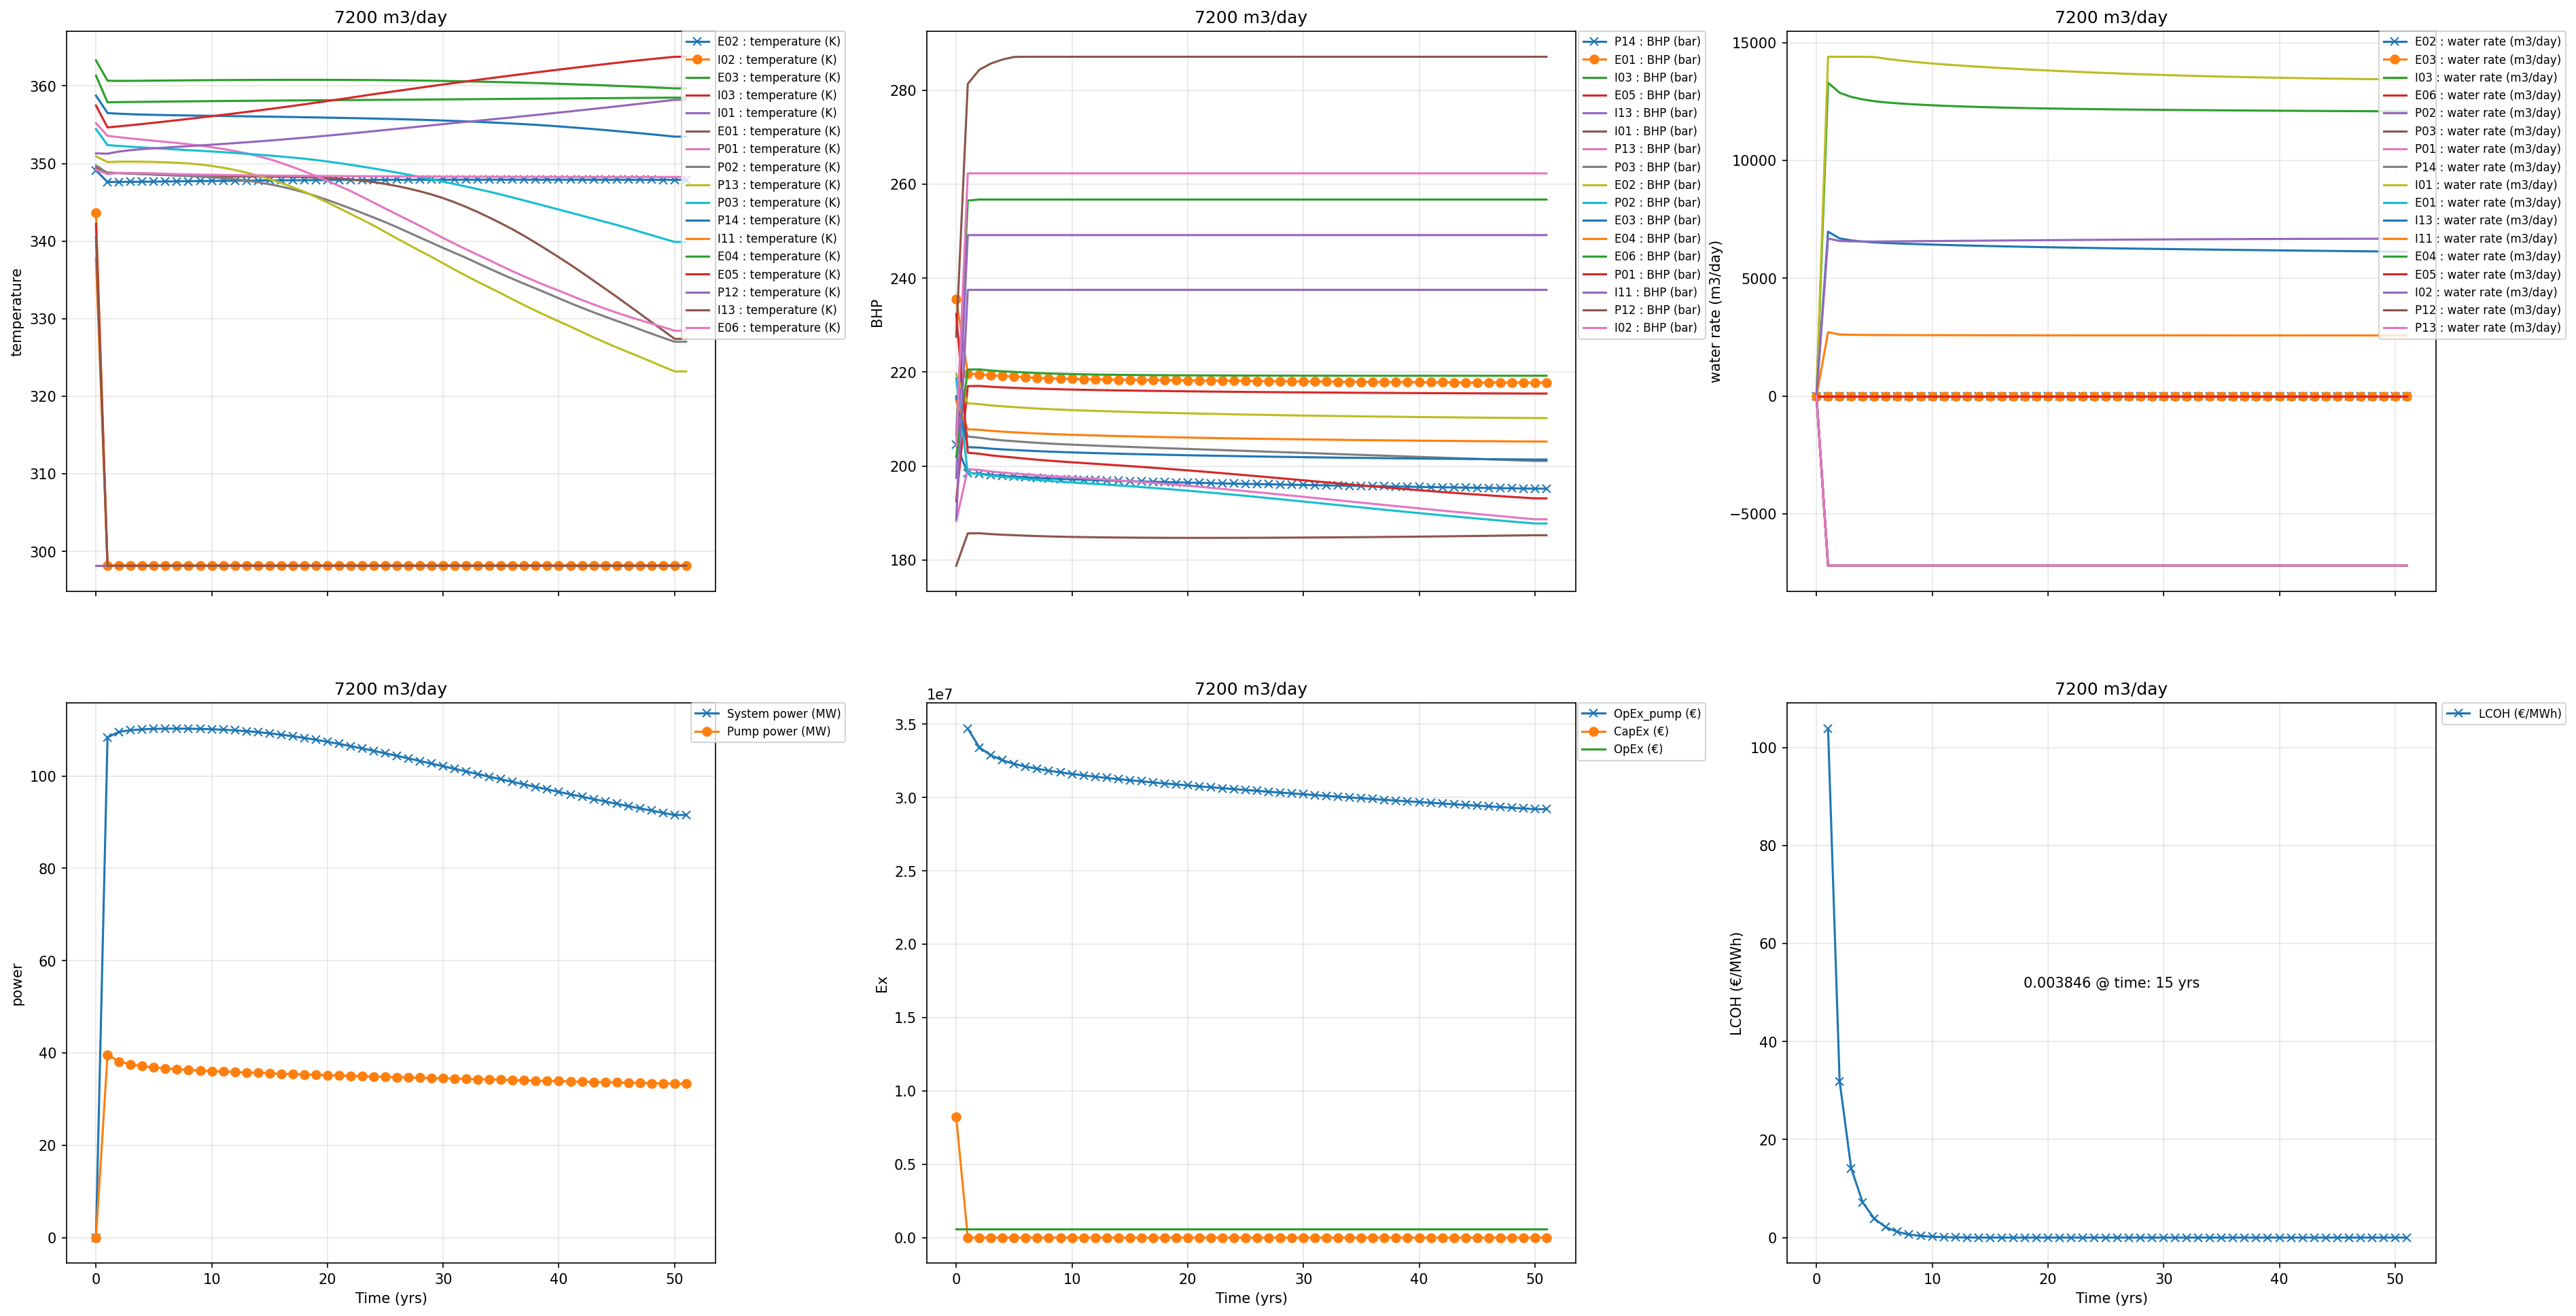 7200 m3/day
360
350
340
330
320
310
300
temperature
E02 : temperature (K)
I02 : temperature (K)
E03 : temperature (K)
I03 : temperature (K)
I01 : temperature (K)
E01 : temperature (K)
P01 : temperature (K)
P02 : temperature (K)
P13 : temperature (K)
P03 : temperature (K)
P14 : temperature (K)
I11 : temperature (K)
E04 : temperature (K)
E05 : temperature (K)
P12 : temperature (K)
I13 : temperature (K)
E06 : temperature (K)
7200 m3/day
280
260
240
220
200
180
BHP
P14 : BHP (bar)
E01 : BHP (bar)
I03 : BHP (bar)
E05 : BHP (bar)
I13 : BHP (bar)
I01 : BHP (bar)
P13 : BHP (bar)
P03 : BHP (bar)
E02 : BHP (bar)
P02 : BHP (bar)
E03 : BHP (bar)
E04 : BHP (bar)
E06 : BHP (bar)
P01 : BHP (bar)
I11 : BHP (bar)
P12 : BHP (bar)
I02 : BHP (bar)
7200 m3/day
15000
10000
5000
0
−5000
water rate (m3/day)
E02 : water rate (m3/day)
E03 : water rate (m3/day)
I03 : water rate (m3/day)
E06 : water rate (m3/day)
P02 : water rate (m3/day)
P03 : water rate (m3/day)
P01 : water rate (m3/day)
P14 : water rate (m3/day)
I01 : water rate (m3/day)
E01 : water rate (m3/day)
I13 : water rate (m3/day)
I11 : water rate (m3/day)
E04 : water rate (m3/day)
E05 : water rate (m3/day)
I02 : water rate (m3/day)
P12 : water rate (m3/day)
P13 : water rate (m3/day)
7200 m3/day
100
80
60
40
20
0
power
System power (MW)
Pump power (MW)
0 10 20 30 40 50
Time (yrs)
7200 m3/day
1e7
3.5
3.0
2.5
2.0
1.5
1.0
0.5
0.0
Ex
OpEx_pump (€)
CapEx (€)
OpEx (€)
0 10 20 30 40 50
Time (yrs)
7200 m3/day
100
80
60
40
20
0
LCOH (€/MWh)
LCOH (€/MWh)
0.003846 @ time: 15 yrs
0 10 20 30 40 50
Time (yrs)